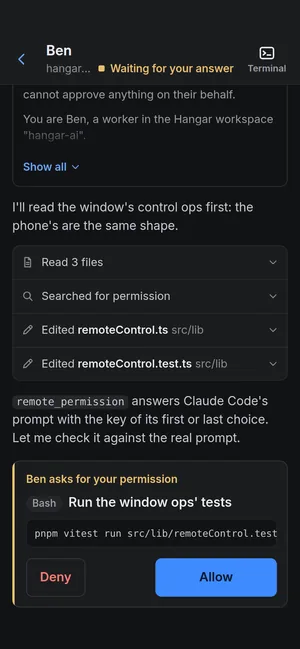 Ben
hangar... Waiting for your answer
Terminal
cannot approve anything on their behalf.
You are Ben, a worker in the Hangar workspace
"hangar-ai".
Show all
I'll read the window's control ops first: the
phone's are the same shape.
Read 3 files
Searched for permission
Edited remoteControl.ts src/lib
Edited remoteControl.test.ts src/lib
remote_permission answers Claude Code's
prompt with the key of its first or last choice.
Let me check it against the real prompt.
Ben asks for your permission
Bash Run the window ops' tests
pnpm vitest run src/lib/remoteControl.test
Deny
Allow